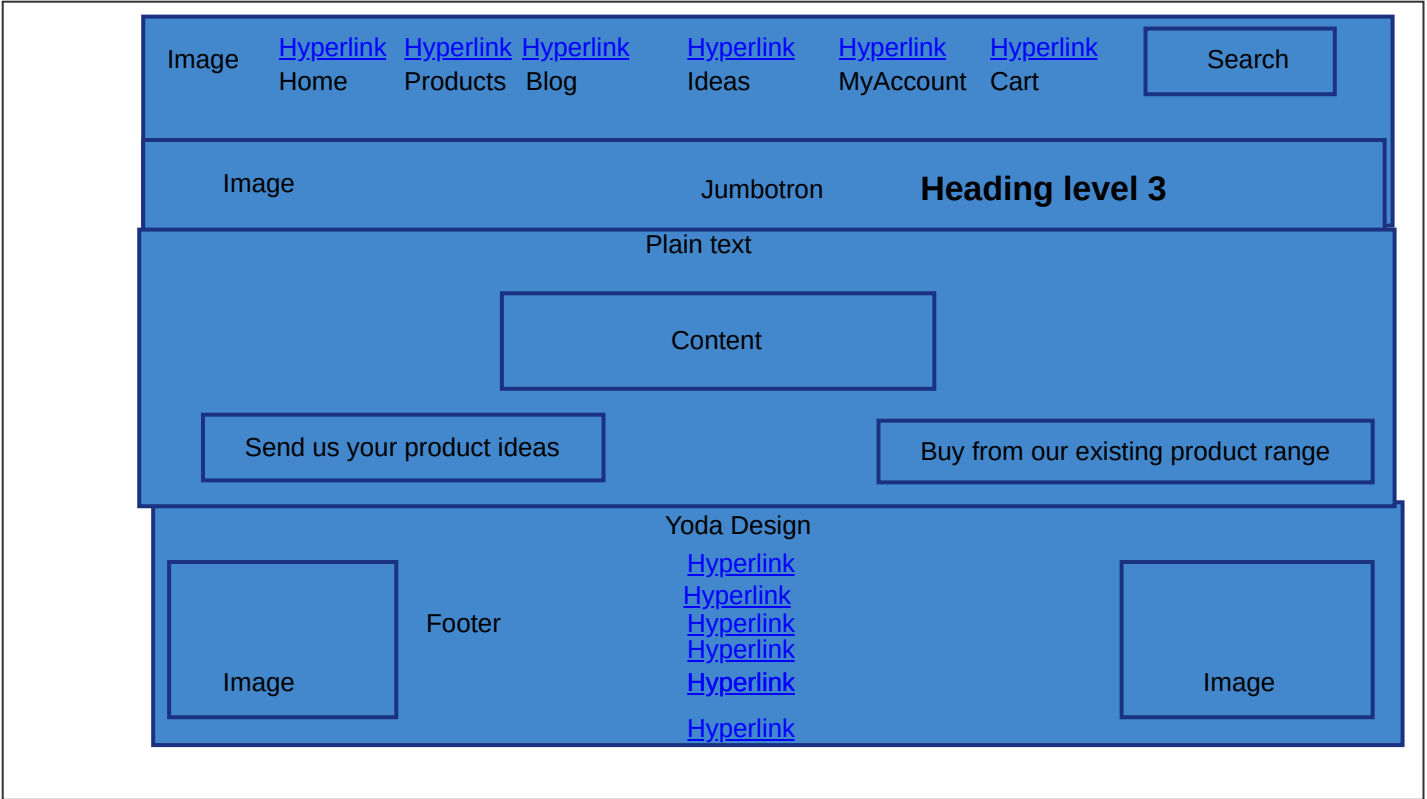 Image Hyperlink Hyperlink Hyperlink Hyperlink Hyperlink Hyperlink Search
Home Products Blog Ideas MyAccount Cart
Image Jumbotron Heading level 3
Plain text
Content
Send us your product ideas
Buy from our existing product range
Yoda Design
Hyperlink
Hyperlink
Footer Hyperlink
Hyperlink
Image Hyperlink Image
Hyperlink